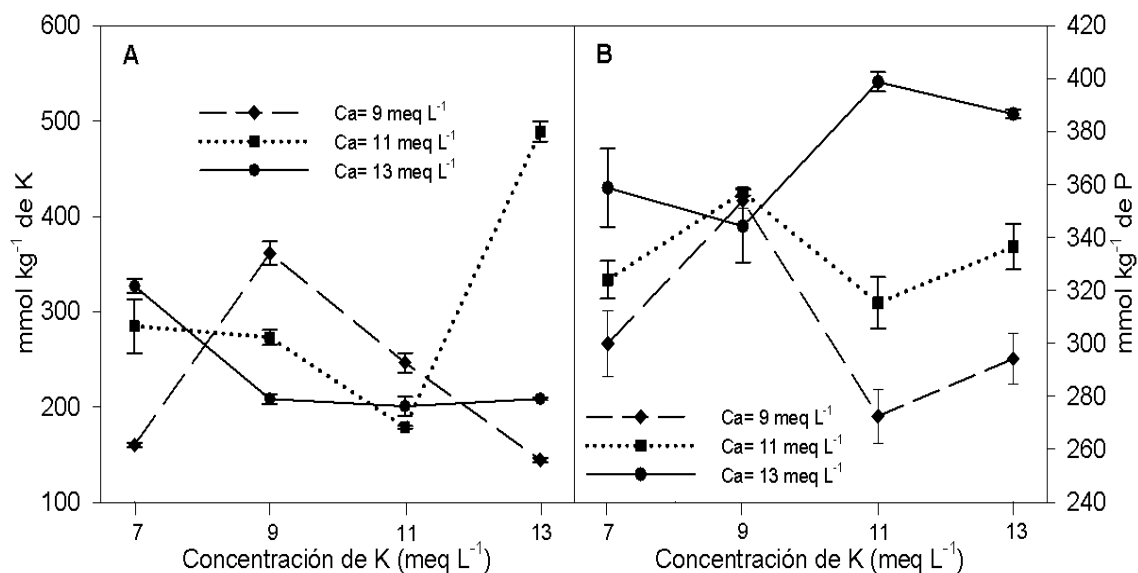 A
B
600
500
400
300
200
100
mmol kg⁻¹ de K
Ca= 9 meq L⁻¹
Ca= 11 meq L⁻¹
Ca= 13 meq L⁻¹
7
9
11
13
Concentración de K (meq L⁻¹)
Ca= 9 meq L⁻¹
Ca= 11 meq L⁻¹
Ca= 13 meq L⁻¹
7
9
11
13
Concentración de K (meq L⁻¹)
420
400
380
360
340
320
300
280
260
240
mmol kg⁻¹ de P